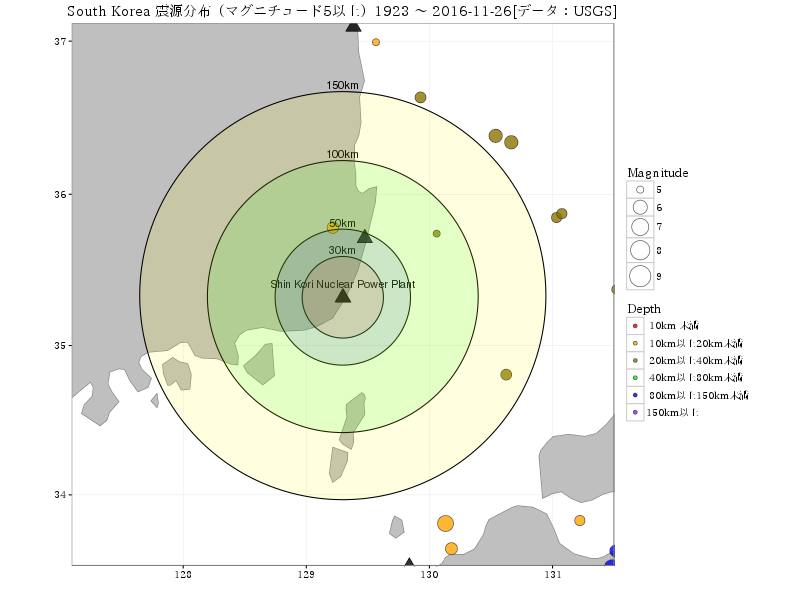 South Korea 震源分布（マグニチュード5以上）1923 〜 2016-11-26[データ：USGS]
37
36
35
34
128
129
130
131
150km
100km
50km
30km
Shin Kori Nuclear Power Plant
Magnitude
5
6
7
8
9
Depth
10km 未満
10km以上20km未満
20km以上40km未満
40km以上80km未満
80km以上150km未満
150km以上